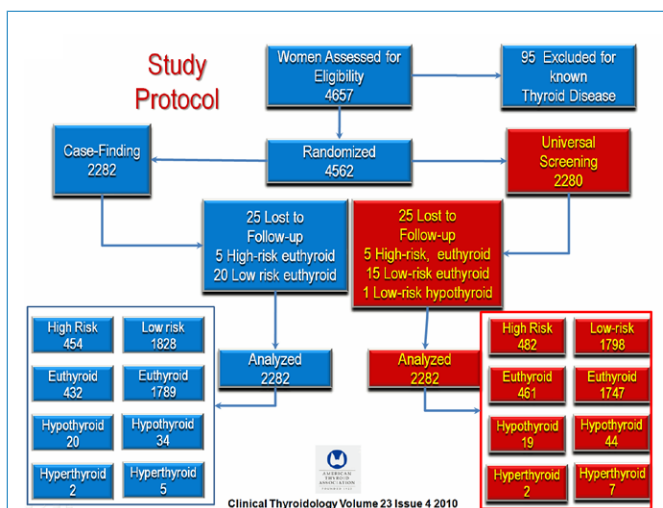 Study
Protocol
Women Assessed for
Eligibility
4657
95 Excluded for
known
Thyroid Disease
Case-Finding
2282
Randomized
4562
Universal
Screening
2280
25 Lost to
Follow-up
5 High-risk euthyroid
20 Low risk euthyroid
25 Lost to
Follow-up
5 High-risk, euthyroid
15 Low-risk euthyroid
1 Low-risk hypothyroid
High Risk
454
Low risk
1828
Euthyroid
432
Euthyroid
1789
Hypothyroid
20
Hypothyroid
34
Hyperthyroid
2
Hyperthyroid
5
Analyzed
2282
Analyzed
2282
High Risk
482
Low-risk
1798
Euthyroid
461
Euthyroid
1747
Hypothyroid
19
Hypothyroid
44
Hyperthyroid
2
Hyperthyroid
7
AMERICAN
THYROID
ASSOCIATION
Clinical Thyroidology Volume 23 Issue 4 2010